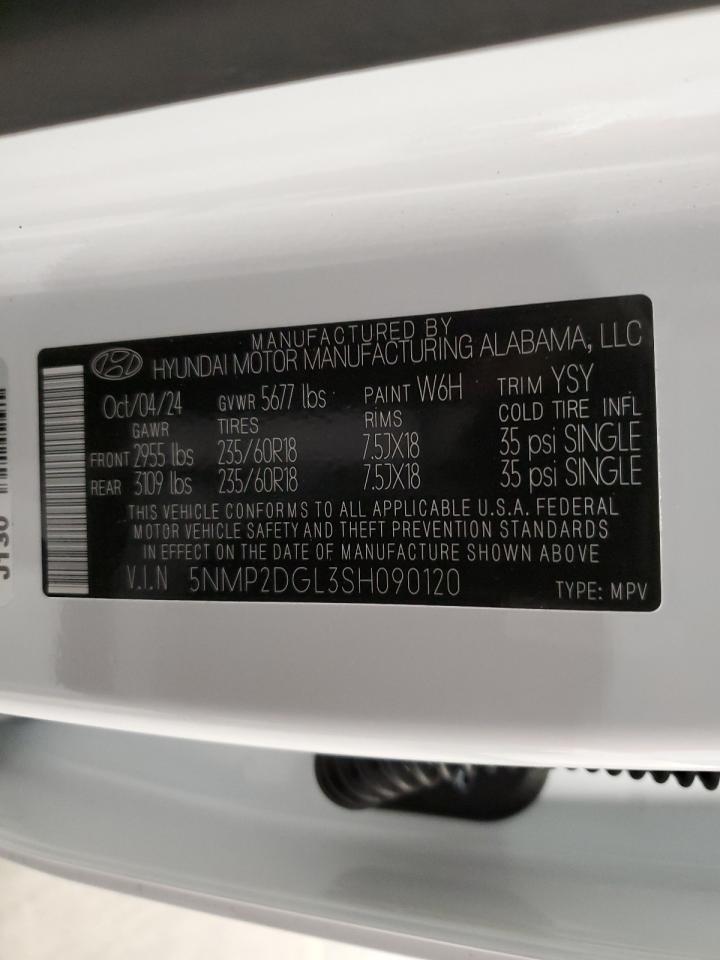 MANUFACTURED BY
HYUNDAI MOTOR MANUFACTURING ALABAMA, LLC
Oct/04/24 GVWR 5677 lbs PAINT W6H TRIM YSY
GAWR TIRES RIMS COLD TIRE INFL
FRONT 2955 lbs 235/60R18 7.5JX18 35 psi SINGLE
REAR 3109 lbs 235/60R18 7.5JX18 35 psi SINGLE
THIS VEHICLE CONFORMS TO ALL APPLICABLE U.S.A. FEDERAL
MOTOR VEHICLE SAFETY AND THEFT PREVENTION STANDARDS
IN EFFECT ON THE DATE OF MANUFACTURE SHOWN ABOVE
V.I.N 5NMP2DGL3SH090120 TYPE: MPV